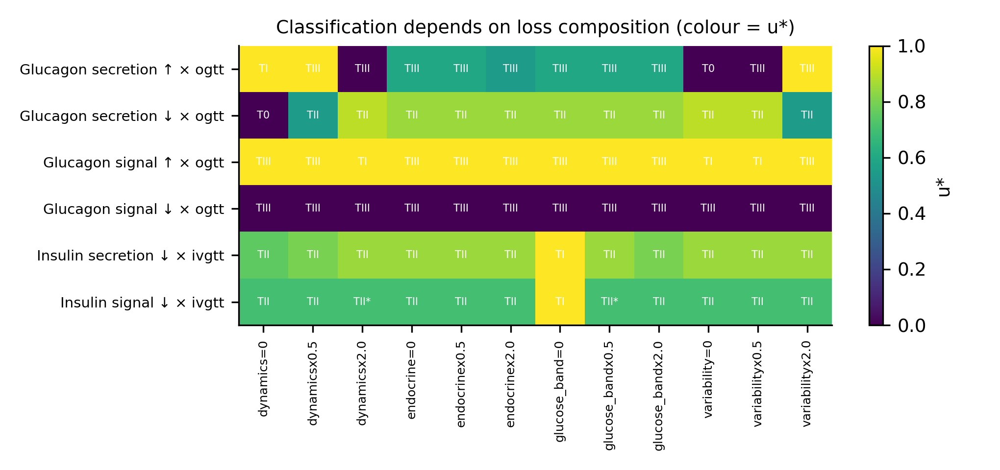 Classification depends on loss composition (colour = u*)
Glucagon secretion ↑ × ogtt TI TIII TIII TIII TIII TIII TIII TIII TIII T0 TIII TIII
Glucagon secretion ↓ × ogtt T0 TII TII TII TII TII TII TII TII TII TII TII
Glucagon signal ↑ × ogtt TIII TIII TI TIII TIII TIII TIII TIII TIII TI TI TIII
Glucagon signal ↓ × ogtt TIII TIII TIII TIII TIII TIII TIII TIII TIII TIII TIII TIII
Insulin secretion ↓ × ivgtt TII TII TII TII TII TII TI TII TII TII TII TII
Insulin signal ↓ × ivgtt TII TII TII* TII TII TII TI TII* TII TII TII TII
dynamics=0
dynamicsx0.5
dynamicsx2.0
endocrine=0
endocrinex0.5
endocrinex2.0
glucose_band=0
glucose_bandx0.5
glucose_bandx2.0
variability=0
variabilityx0.5
variabilityx2.0
1.0
0.8
0.6
0.4
0.2
0.0
u*